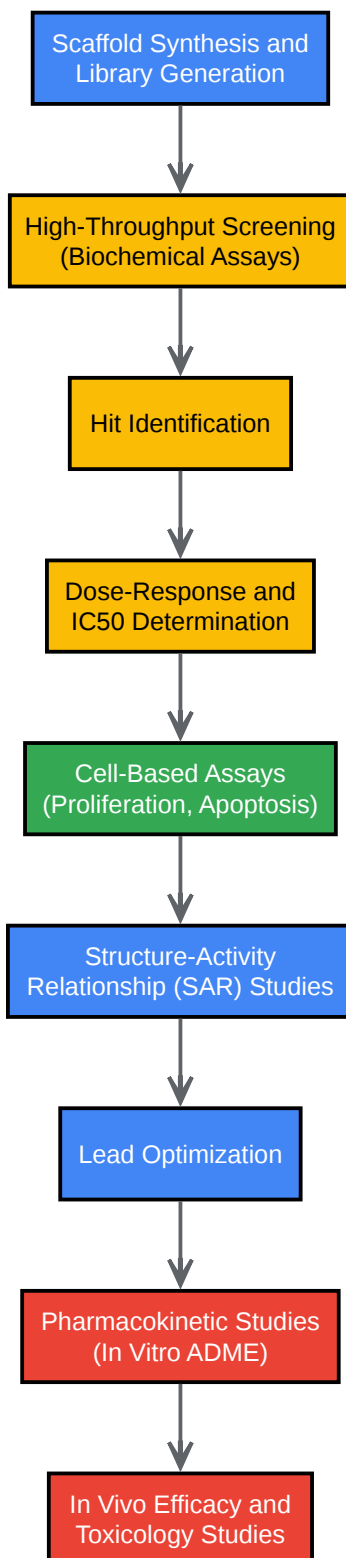 Scaffold Synthesis and
Library Generation
High-Throughput Screening
(Biochemical Assays)
Hit Identification
Dose-Response and
IC50 Determination
Cell-Based Assays
(Proliferation, Apoptosis)
Structure-Activity
Relationship (SAR) Studies
Lead Optimization
Pharmacokinetic Studies
(In Vitro ADME)
In Vivo Efficacy and
Toxicology Studies